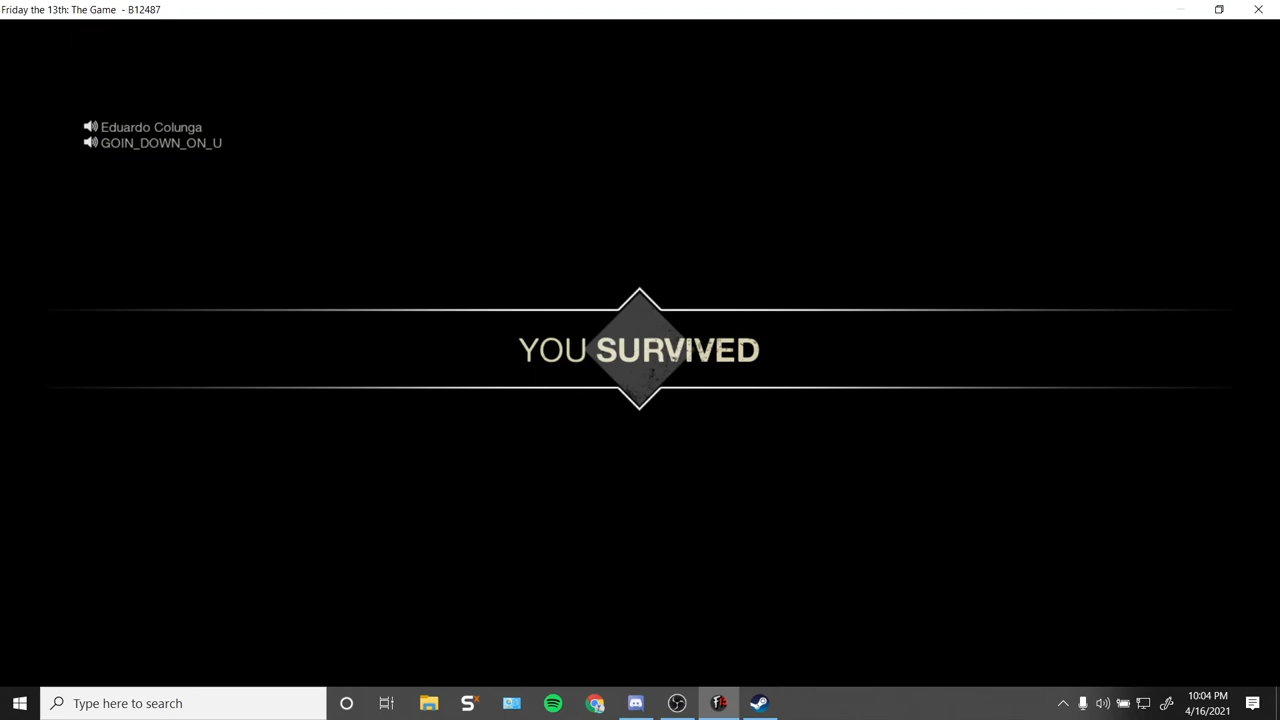 Friday the 13th: The Game - B12487
Eduardo Colunga
GOIN_DOWN_ON_U
YOU SURVIVED
Type here to search
10:04 PM
4/16/2021